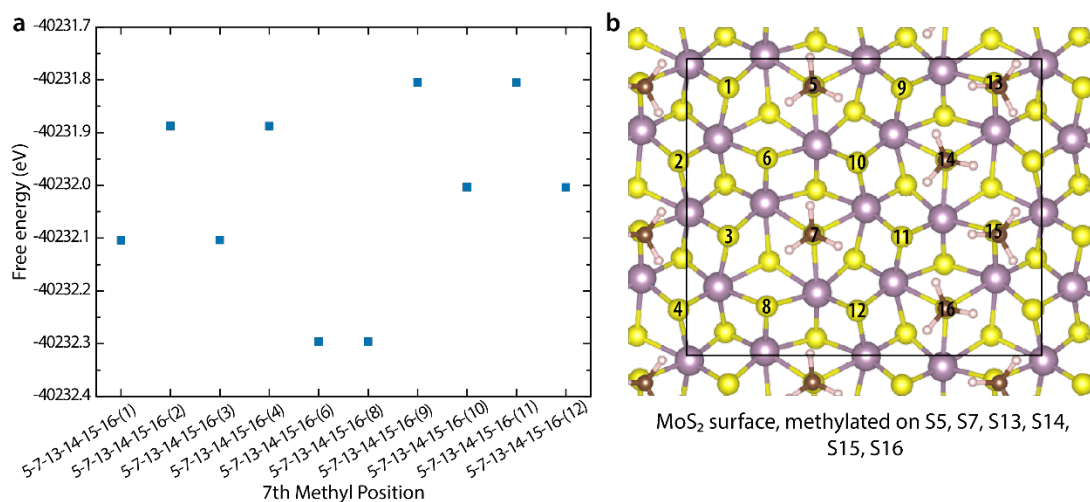 a
b
Free energy (eV)
-40231.7
-40231.8
-40231.9
-40232.0
-40232.1
-40232.2
-40232.3
-40232.4
5-7-13-14-15-16-(1)
5-7-13-14-15-16-(2)
5-7-13-14-15-16-(3)
5-7-13-14-15-16-(4)
5-7-13-14-15-16-(6)
5-7-13-14-15-16-(8)
5-7-13-14-15-16-(9)
5-7-13-14-15-16-(10)
5-7-13-14-15-16-(11)
5-7-13-14-15-16-(12)
7th Methyl Position
1 5 9 13
2 6 10 14
3 7 11 15
4 8 12 16
MoS₂ surface, methylated on S5, S7, S13, S14,
S15, S16